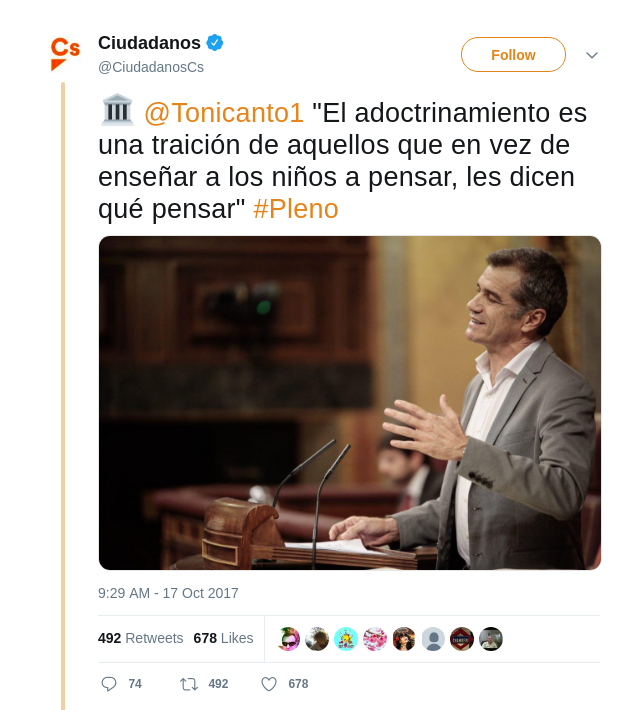 Cs
Ciudadanos
@CiudadanosCs
Follow
@Tonicanto1 "El adoctrinamiento es
una traición de aquellos que en vez de
enseñar a los niños a pensar, les dicen
qué pensar" #Pleno
9:29 AM - 17 Oct 2017
492 Retweets 678 Likes
74 492 678